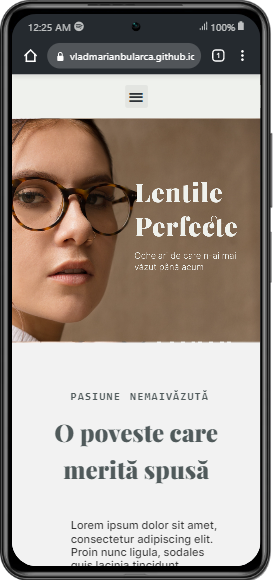 12:25 AM 100%
vladmarianbularca.github.io
1
Lentile
Perfecte
Ochelari de care n-ai mai
văzut până acum
PASIUNE NEMAIVĂZUTĂ
O poveste care
merită spusă
Lorem ipsum dolor sit amet,
consectetur adipiscing elit.
Proin nunc ligula, sodales
quis lacinia tincidunt